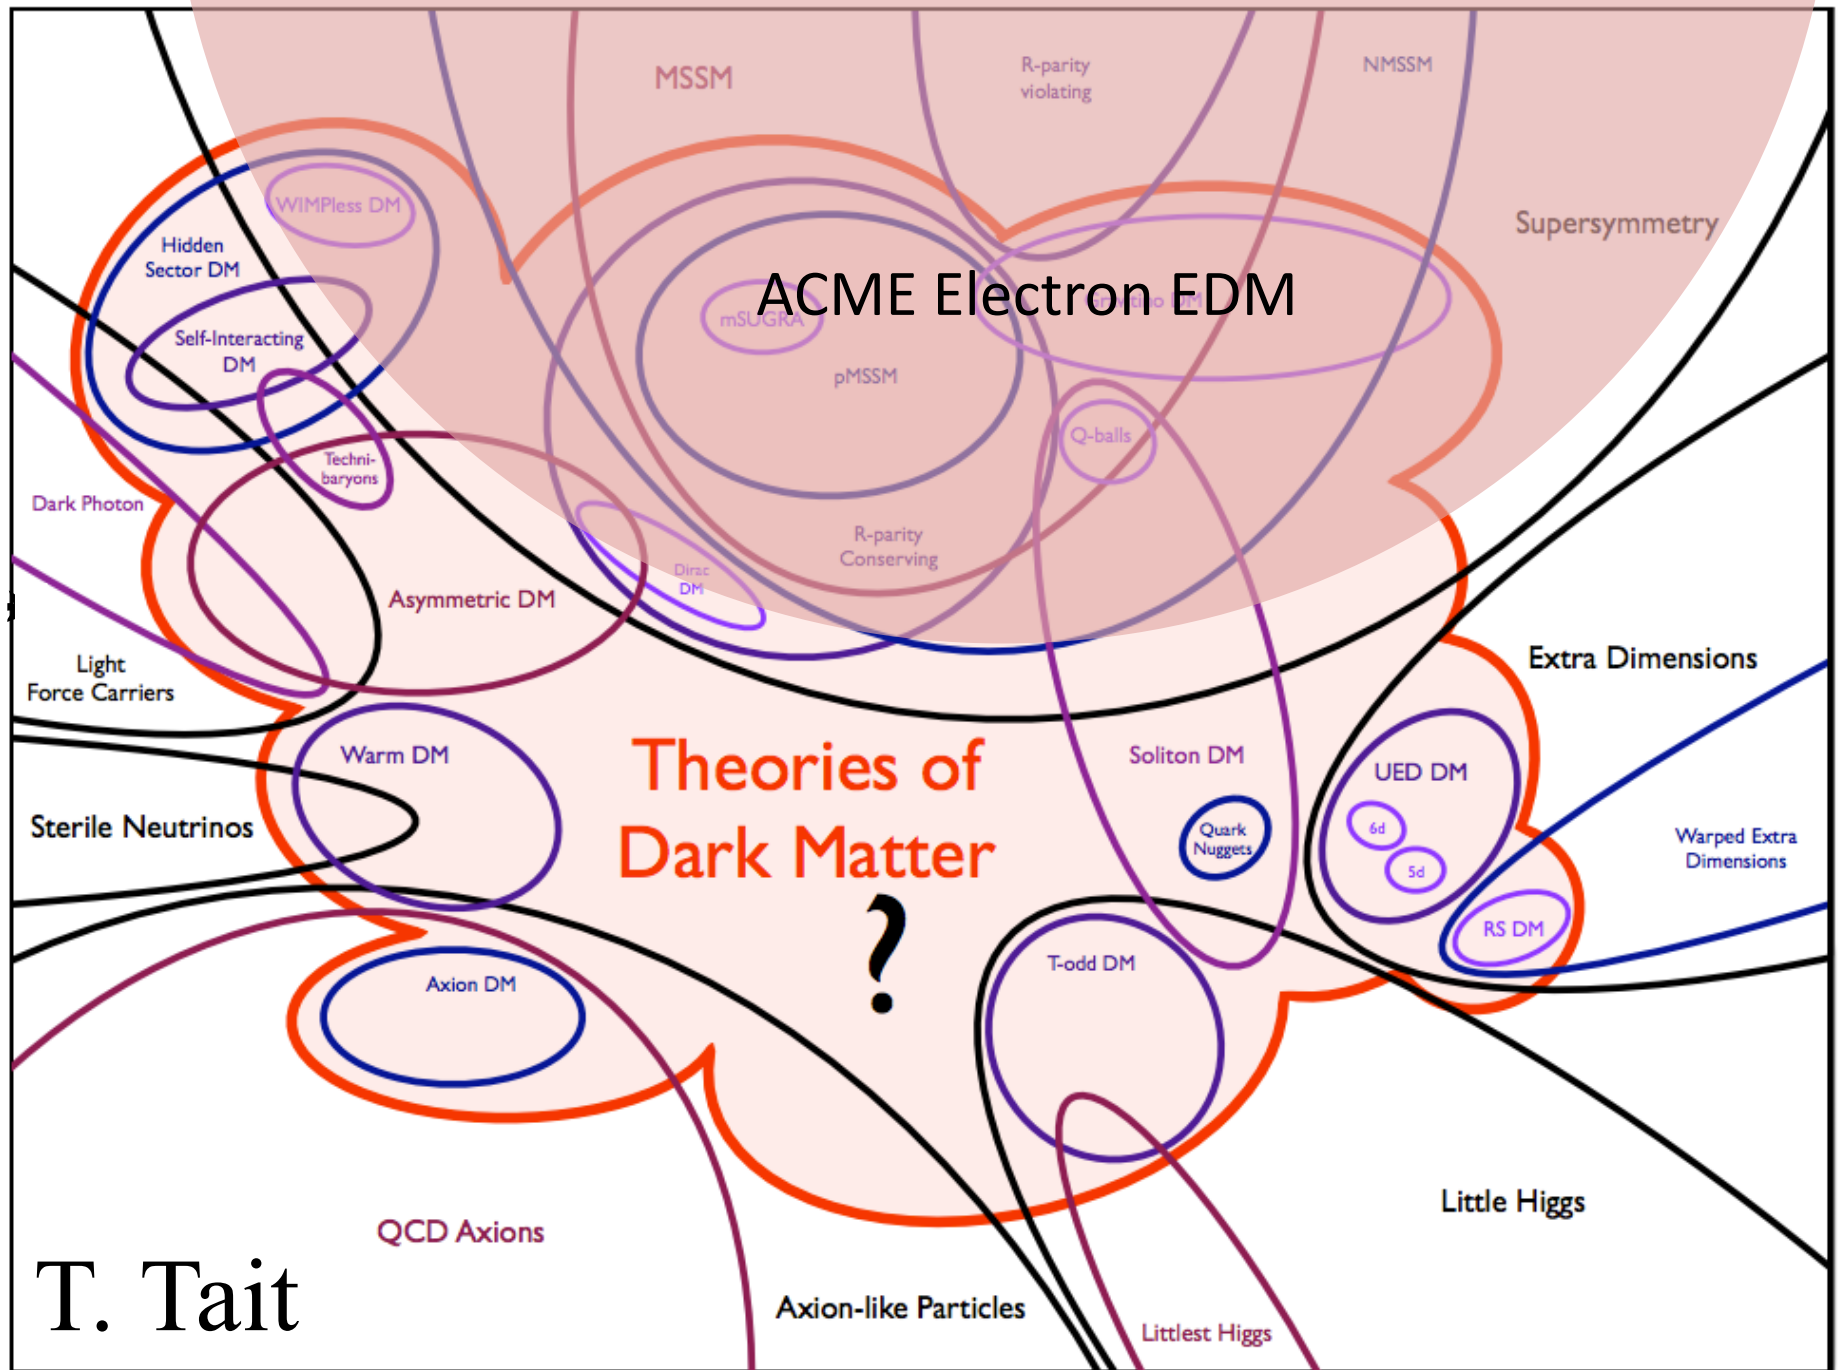 MSSM
R-parity
violating
NMSSM
Supersymmetry
WIMPless DM
Hidden
Sector DM
Self-Interacting
DM
ACME Electron EDM
Gravitino DM
mSUGRA
pMSSM
Q-balls
Techni-
baryons
Dark Photon
R-parity
Conserving
Dirac
DM
Asymmetric DM
Light
Force Carriers
Extra Dimensions
Warm DM
Theories of
Dark Matter
?
Soliton DM
UED DM
6d
5d
Quark
Nuggets
Sterile Neutrinos
Warped Extra
Dimensions
RS DM
T-odd DM
Axion DM
Little Higgs
QCD Axions
T. Tait
Axion-like Particles
Littlest Higgs